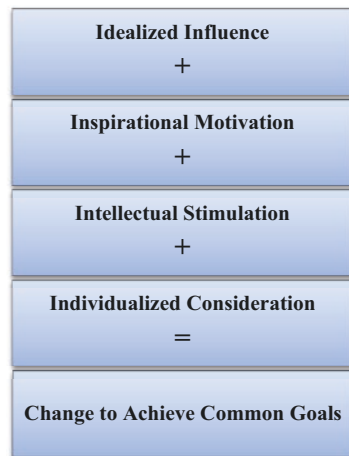 Idealized Influence
+
Inspirational Motivation
+
Intellectual Stimulation
+
Individualized Consideration
=
Change to Achieve Common Goals